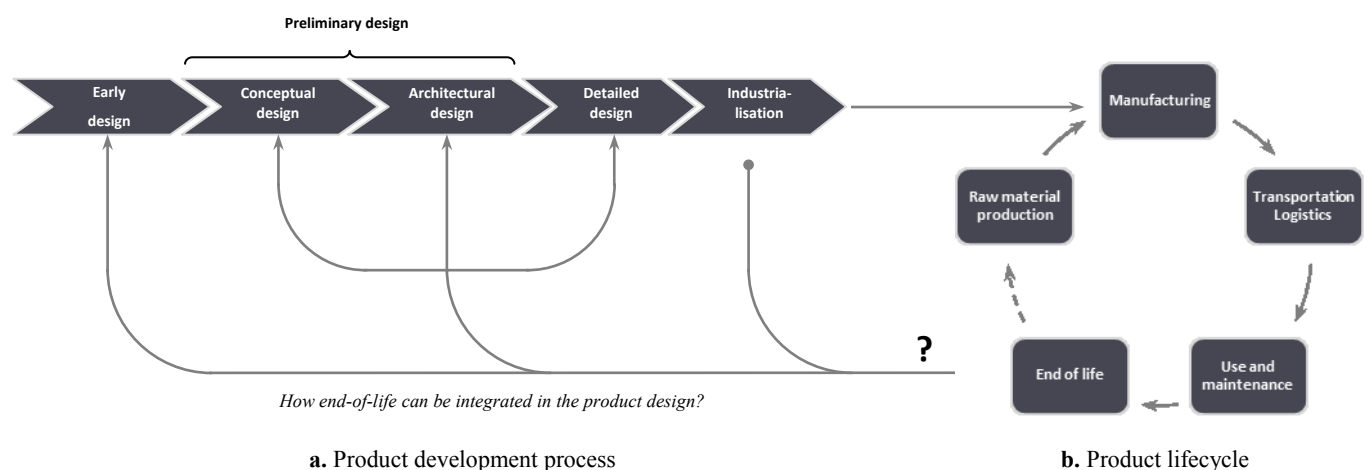 Preliminary design
Early
design
Conceptual
design
Architectural
design
Detailed
design
Industria-
lisation
Manufacturing
Raw material
production
Transportation
Logistics
?
End of life
Use and
maintenance
How end-of-life can be integrated in the product design?
a. Product development process
b. Product lifecycle